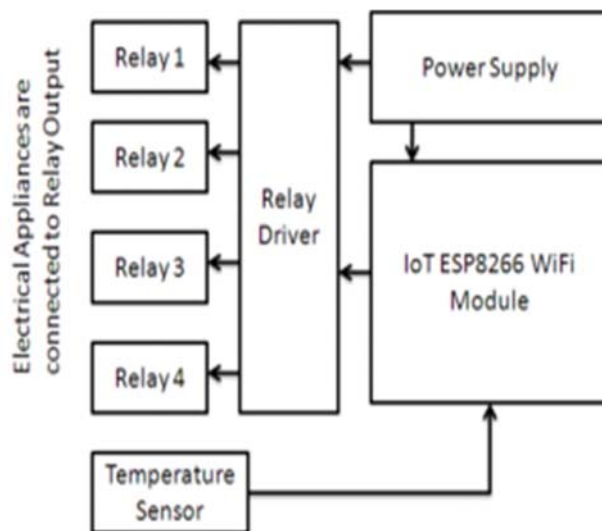 Electrical Appliances are
connected to Relay Output
Relay 1
Relay 2
Relay 3
Relay 4
Relay
Driver
Power Supply
IoT ESP8266 WiFi
Module
Temperature
Sensor